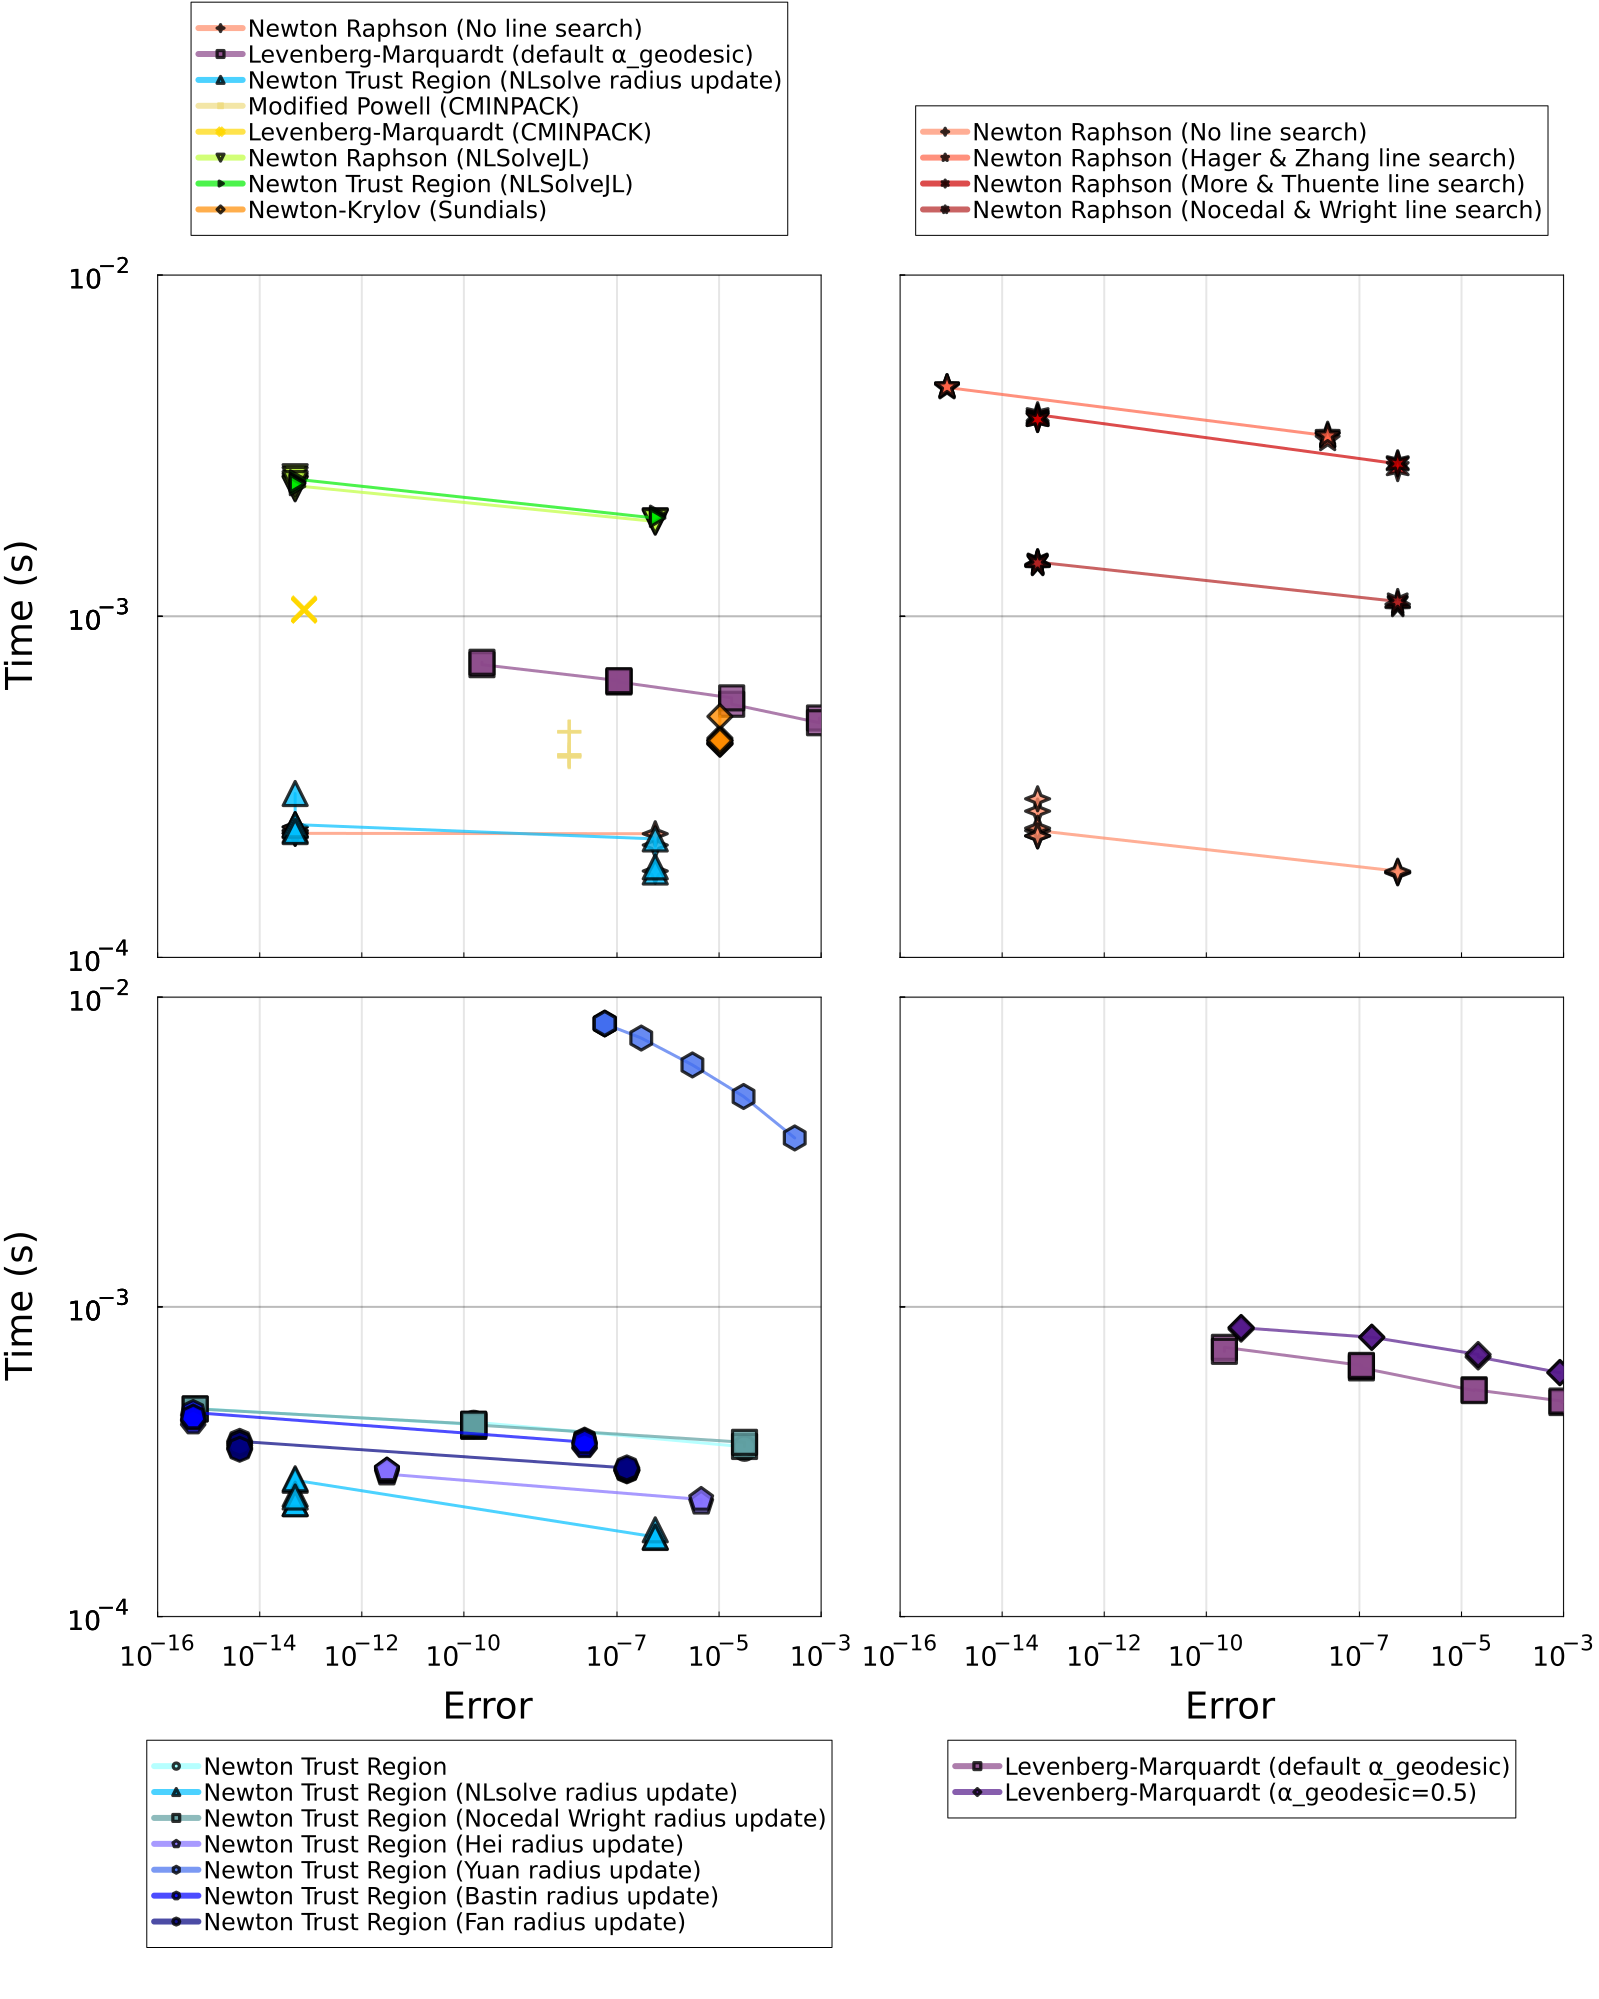 Newton Raphson (No line search)
Levenberg-Marquardt (default α_geodesic)
Newton Trust Region (NLsolve radius update)
Modified Powell (CMINPACK)
Levenberg-Marquardt (CMINPACK)
Newton Raphson (NLSolveJL)
Newton Trust Region (NLSolveJL)
Newton-Krylov (Sundials)
Newton Raphson (No line search)
Newton Raphson (Hager & Zhang line search)
Newton Raphson (More & Thuente line search)
Newton Raphson (Nocedal & Wright line search)
10⁻²
10⁻³
10⁻⁴
Time (s)
10⁻²
10⁻³
10⁻⁴
Time (s)
10⁻¹⁶ 10⁻¹⁴ 10⁻¹² 10⁻¹⁰ 10⁻⁷ 10⁻⁵ 10⁻³
Error
10⁻¹⁶ 10⁻¹⁴ 10⁻¹² 10⁻¹⁰ 10⁻⁷ 10⁻⁵ 10⁻³
Error
Newton Trust Region
Newton Trust Region (NLsolve radius update)
Newton Trust Region (Nocedal Wright radius update)
Newton Trust Region (Hei radius update)
Newton Trust Region (Yuan radius update)
Newton Trust Region (Bastin radius update)
Newton Trust Region (Fan radius update)
Levenberg-Marquardt (default α_geodesic)
Levenberg-Marquardt (α_geodesic=0.5)